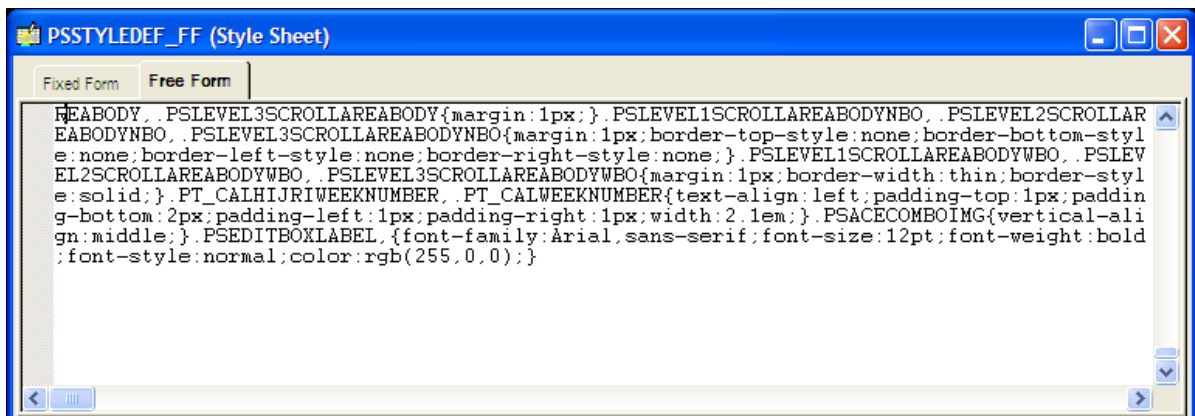 PSSTYLEDEF_FF (Style Sheet)
Fixed Form Free Form
REABODY,.PSLEVEL3SCROLLAREABODY{margin:1px;}.PSLEVEL1SCROLLAREABODYNBO,.PSLEVEL2SCROLLAR
EABODYNBO,.PSLEVEL3SCROLLAREABODYNBO{margin:1px;border-top-style:none;border-bottom-styl
e:none;border-left-style:none;border-right-style:none;}.PSLEVEL1SCROLLAREABODYWBO,.PSLEV
EL2SCROLLAREABODYWBO,.PSLEVEL3SCROLLAREABODYWBO{margin:1px;border-width:thin;border-styl
e:solid;}.PT_CALHIJRIWEEKNUMBER,.PT_CALWEEKNUMBER{text-align:left;padding-top:1px;paddin
g-bottom:2px;padding-left:1px;padding-right:1px;width:2.1em;}.PSACECOMBOIMG{vertical-ali
gn:middle;}.PSEDITBOXLABEL,{font-family:Arial,sans-serif;font-size:12pt;font-weight:bold
;font-style:normal;color:rgb(255,0,0);}